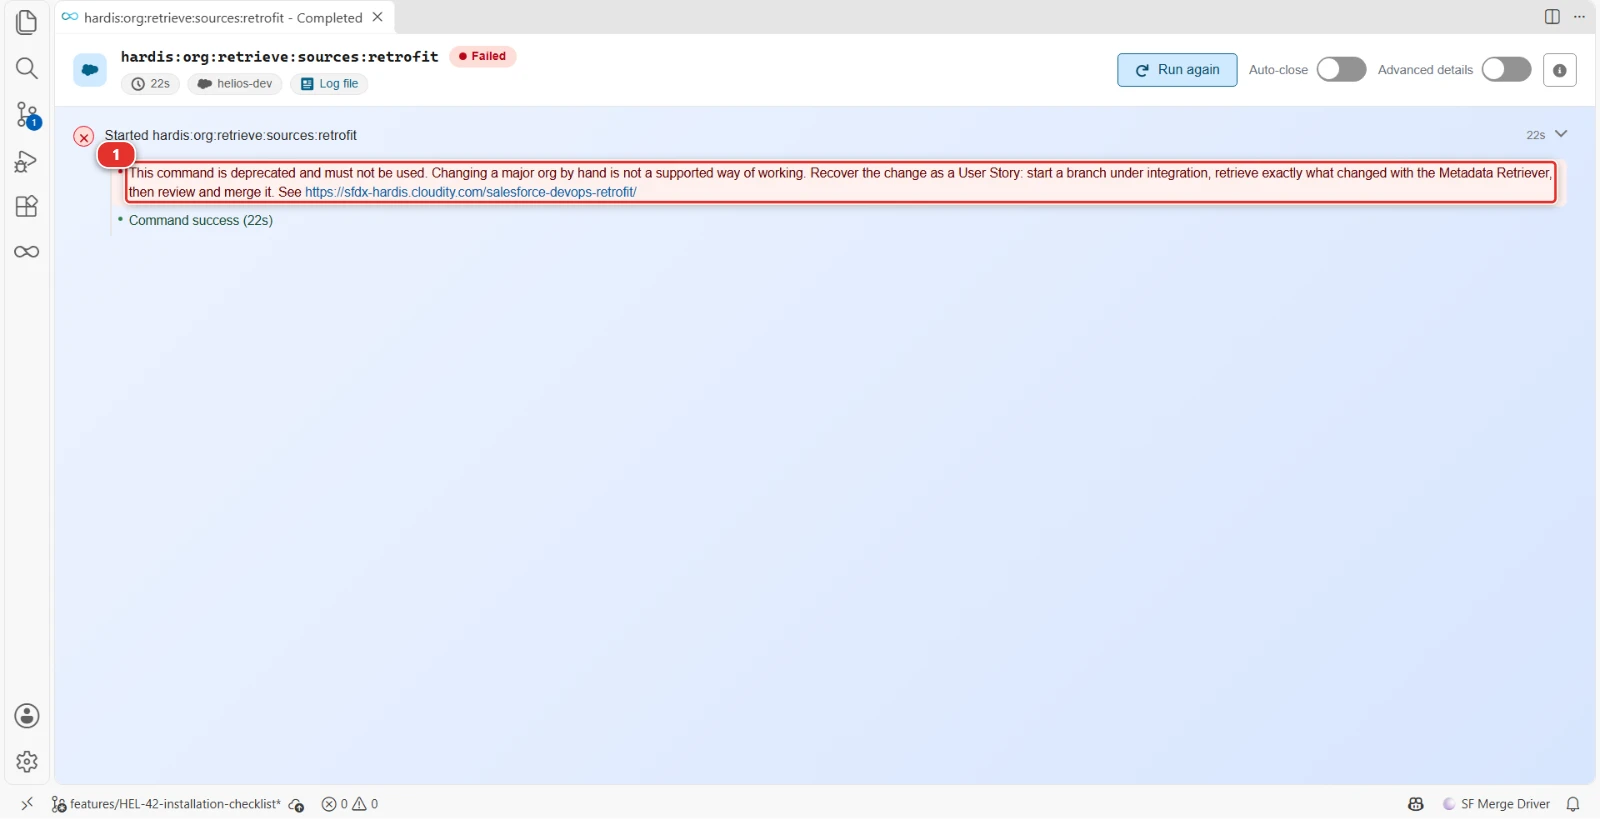 hardis:org:retrieve:sources:retrofit - Completed
hardis:org:retrieve:sources:retrofit
Failed
22s
helios-dev
Log file
Run again
Auto-close
Advanced details
1
Started hardis:org:retrieve:sources:retrofit
22s
1
This command is deprecated and must not be used. Changing a major org by hand is not a supported way of working. Recover the change as a User Story: start a branch under integration, retrieve exactly what changed with the Metadata Retriever,
then review and merge it. See https://sfdx-hardis.cloudity.com/salesforce-devops-retrofit/
Command success (22s)
features/HEL-42-installation-checklist*
0
0
SF Merge Driver